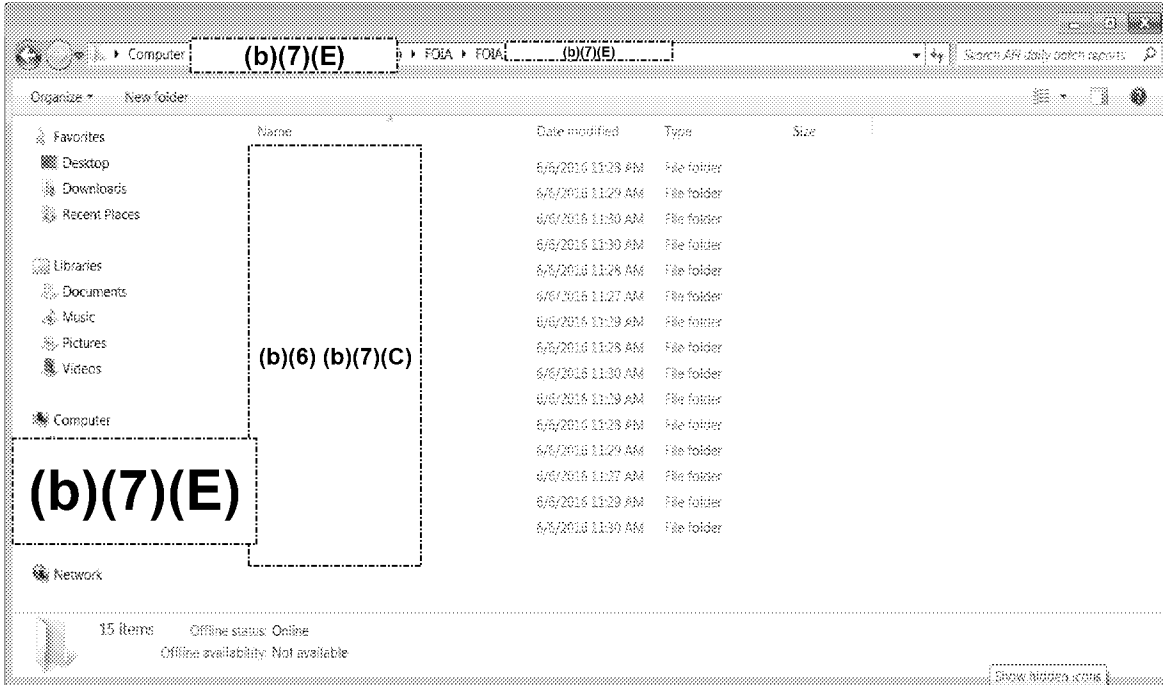 Computer (b)(7)(E) FOIA FOIA (b)(7)(E) Search AFI daily batch reports
Organize New folder
Name Date modified Type Size
Favorites
Desktop
Downloads
Recent Places
Libraries
Documents
Music
Pictures
Videos
Computer
(b)(7)(E)
Network
(b)(6) (b)(7)(C)
6/6/2016 11:28 AM File folder
6/6/2016 11:29 AM File folder
6/6/2016 11:30 AM File folder
6/6/2016 11:30 AM File folder
6/6/2016 11:28 AM File folder
6/6/2016 11:27 AM File folder
6/6/2016 11:29 AM File folder
6/6/2016 11:28 AM File folder
6/6/2016 11:30 AM File folder
6/6/2016 11:29 AM File folder
6/6/2016 11:28 AM File folder
6/6/2016 11:29 AM File folder
6/6/2016 11:27 AM File folder
6/6/2016 11:29 AM File folder
6/6/2016 11:30 AM File folder
15 items Offline status: Online
Offline availability: Not available
Show hidden icons